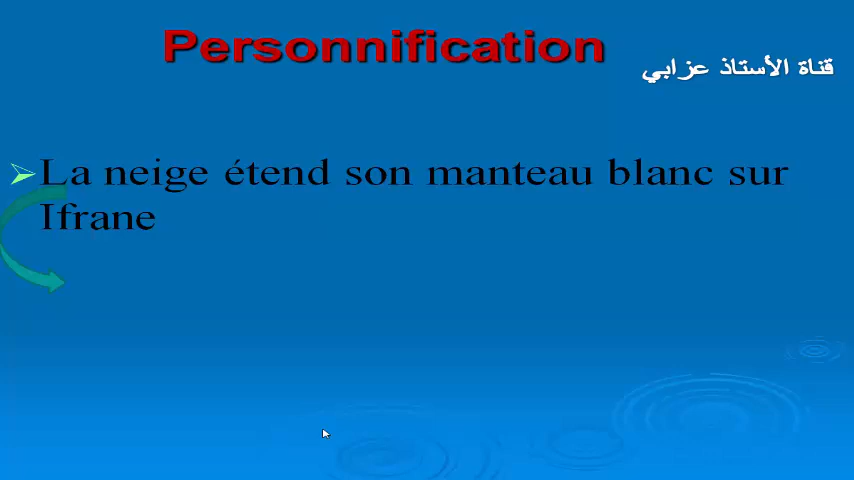 Personnification
قناة الأستاذ عزابي
La neige étend son manteau blanc sur
Ifrane